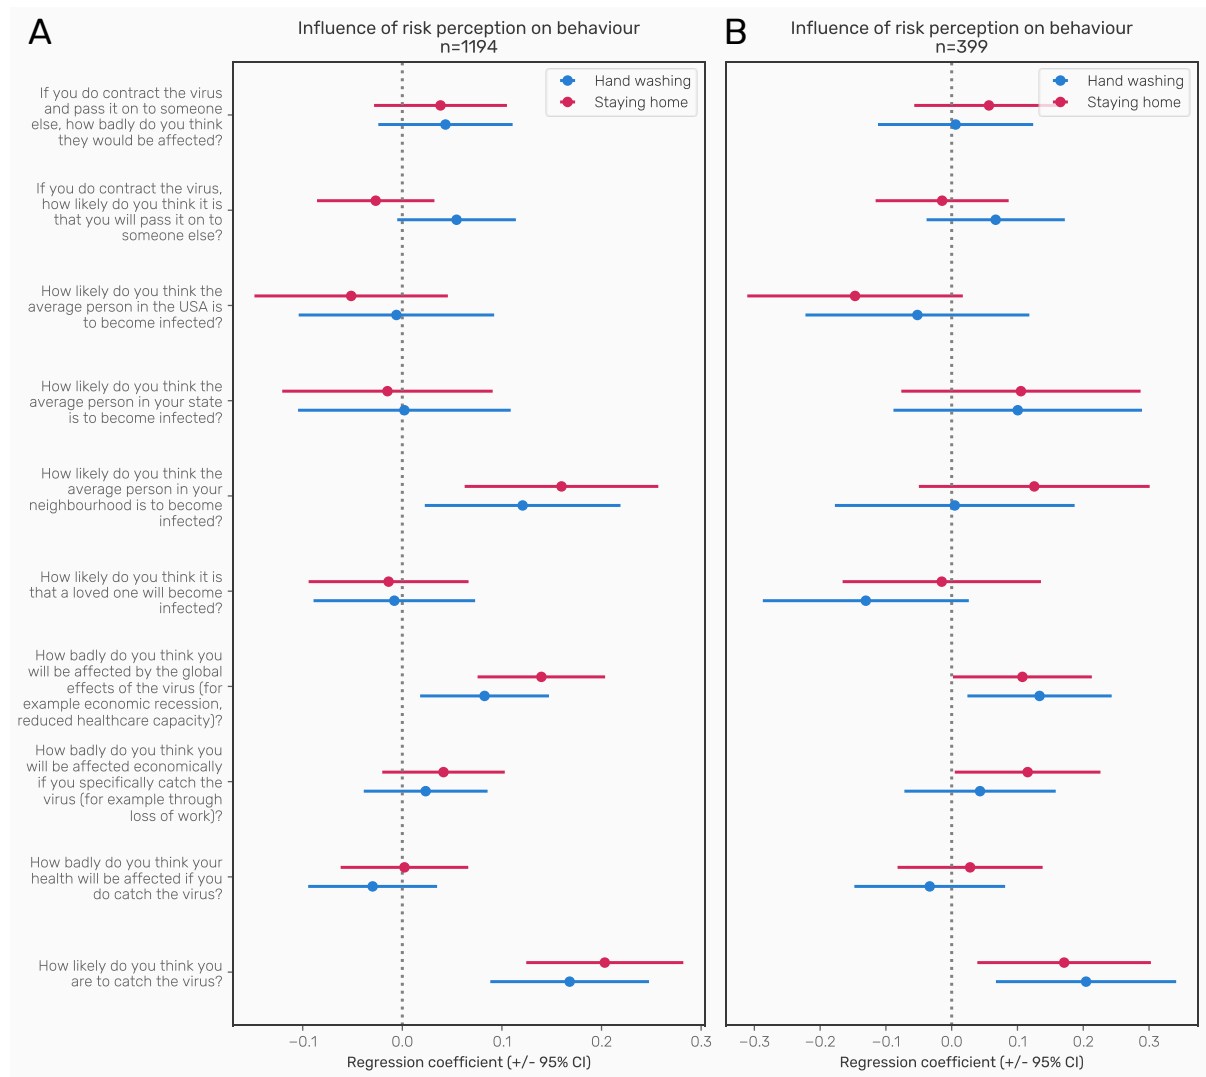 A
Influence of risk perception on behaviour
n=1194
B
Influence of risk perception on behaviour
n=399
Hand washing
Staying home
Hand washing
Staying home
If you do contract the virus
and pass it on to someone
else, how badly do you think
they would be affected?
If you do contract the virus,
how likely do you think it is
that you will pass it on to
someone else?
How likely do you think the
average person in the USA is
to become infected?
How likely do you think the
average person in your state
is to become infected?
How likely do you think the
average person in your
neighbourhood is to become
infected?
How likely do you think it is
that a loved one will become
infected?
How badly do you think you
will be affected by the global
effects of the virus (for
example economic recession,
reduced healthcare capacity)?
How badly do you think you
will be affected economically
if you specifically catch the
virus (for example through
loss of work)?
How badly do you think your
health will be affected if you
do catch the virus?
How likely do you think you
are to catch the virus?
−0.1 0.0 0.1 0.2 0.3
Regression coefficient (+/- 95% CI)
−0.3 −0.2 −0.1 0.0 0.1 0.2 0.3
Regression coefficient (+/- 95% CI)